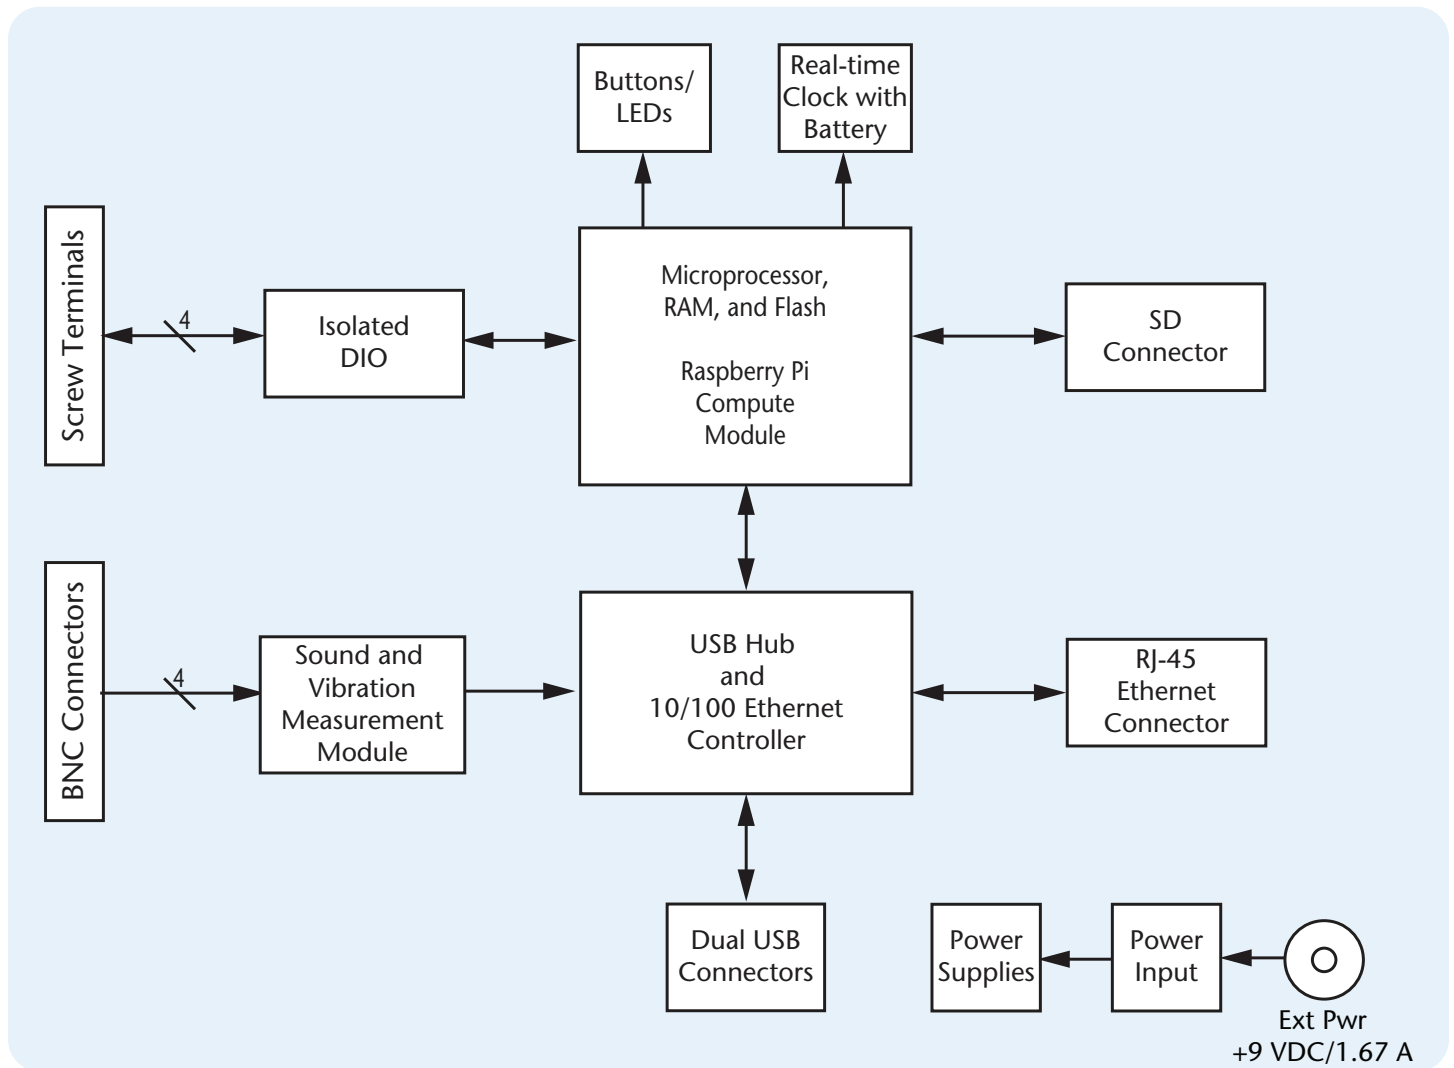 Buttons/
LEDs
Real-time
Clock with
Battery
Screw Terminals
4
Isolated
DIO
Microprocessor,
RAM, and Flash
Raspberry Pi
Compute
Module
SD
Connector
BNC Connectors
4
Sound and
Vibration
Measurement
Module
USB Hub
and
10/100 Ethernet
Controller
RJ-45
Ethernet
Connector
Dual USB
Connectors
Power
Supplies
Power
Input
Ext Pwr
+9 VDC/1.67 A